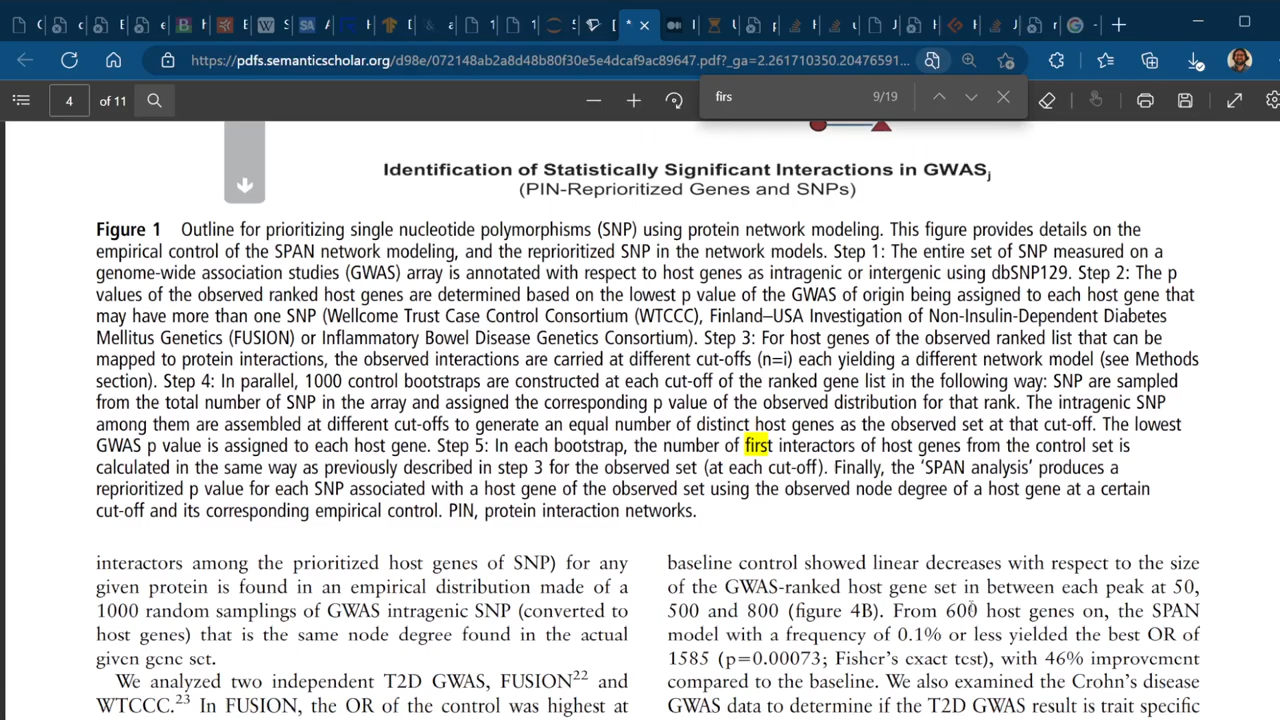 https://pdfs.semanticscholar.org/d98e/072148ab2a8d48b80f30e5e4dcaf9ac89647.pdf?_ga=2.261710350.20476591...
4 of 11
firs 9/19
Identification of Statistically Significant Interactions in GWASj
(PIN-Reprioritized Genes and SNPs)
Figure 1 Outline for prioritizing single nucleotide polymorphisms (SNP) using protein network modeling. This figure provides details on the
empirical control of the SPAN network modeling, and the reprioritized SNP in the network models. Step 1: The entire set of SNP measured on a
genome-wide association studies (GWAS) array is annotated with respect to host genes as intragenic or intergenic using dbSNP129. Step 2: The p
values of the observed ranked host genes are determined based on the lowest p value of the GWAS of origin being assigned to each host gene that
may have more than one SNP (Wellcome Trust Case Control Consortium (WTCCC), Finland–USA Investigation of Non-Insulin-Dependent Diabetes
Mellitus Genetics (FUSION) or Inflammatory Bowel Disease Genetics Consortium). Step 3: For host genes of the observed ranked list that can be
mapped to protein interactions, the observed interactions are carried at different cut-offs (n=i) each yielding a different network model (see Methods
section). Step 4: In parallel, 1000 control bootstraps are constructed at each cut-off of the ranked gene list in the following way: SNP are sampled
from the total number of SNP in the array and assigned the corresponding p value of the observed distribution for that rank. The intragenic SNP
among them are assembled at different cut-offs to generate an equal number of distinct host genes as the observed set at that cut-off. The lowest
GWAS p value is assigned to each host gene. Step 5: In each bootstrap, the number of first interactors of host genes from the control set is
calculated in the same way as previously described in step 3 for the observed set (at each cut-off). Finally, the ‘SPAN analysis’ produces a
reprioritized p value for each SNP associated with a host gene of the observed set using the observed node degree of a host gene at a certain
cut-off and its corresponding empirical control. PIN, protein interaction networks.
interactors among the prioritized host genes of SNP) for any
given protein is found in an empirical distribution made of a
1000 random samplings of GWAS intragenic SNP (converted to
host genes) that is the same node degree found in the actual
given gene set.
We analyzed two independent T2D GWAS, FUSION22 and
WTCCC.23 In FUSION, the OR of the control was highest at
baseline control showed linear decreases with respect to the size
of the GWAS-ranked host gene set in between each peak at 50,
500 and 800 (figure 4B). From 600 host genes on, the SPAN
model with a frequency of 0.1% or less yielded the best OR of
1585 (p=0.00073; Fisher's exact test), with 46% improvement
compared to the baseline. We also examined the Crohn's disease
GWAS data to determine if the T2D GWAS result is trait specific